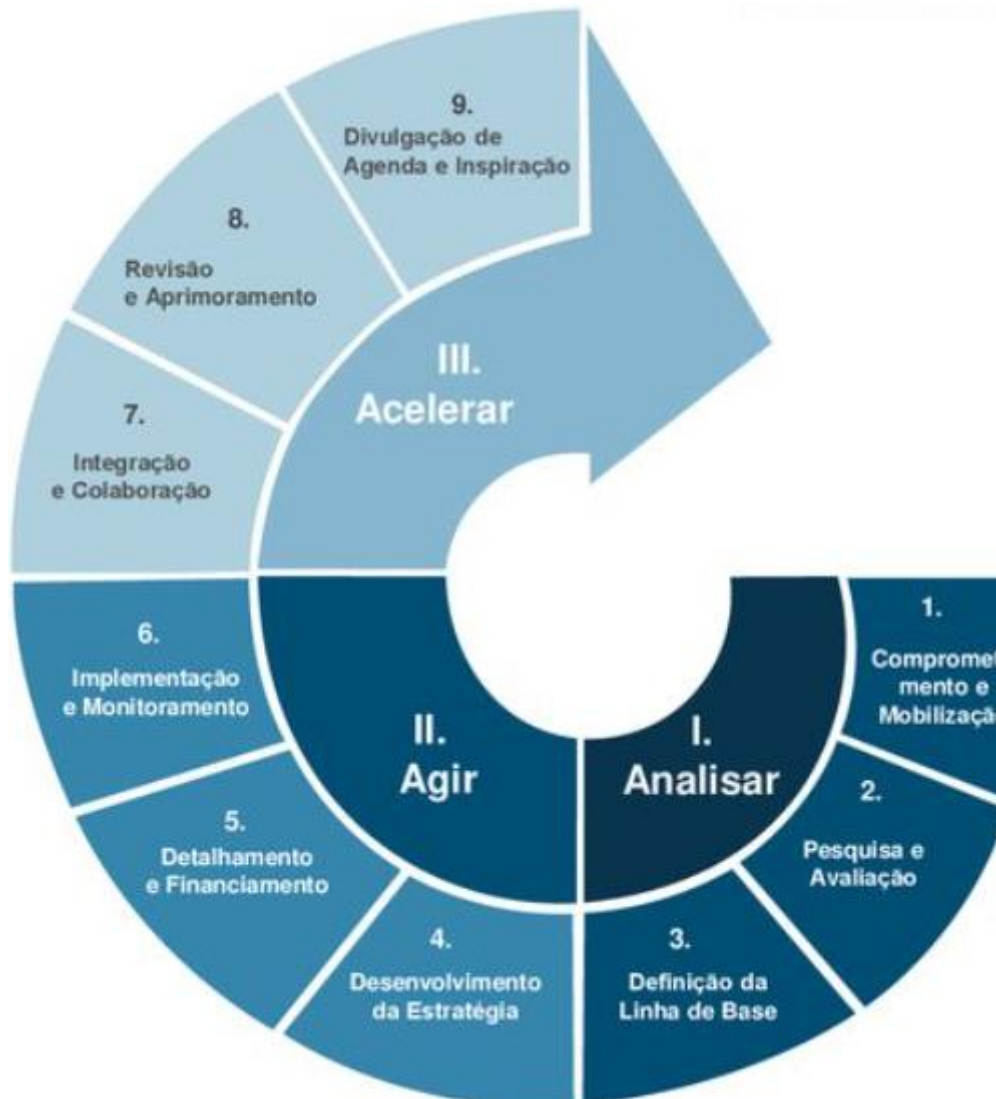 9.
Divulgação de
Agenda e Inspiração
8.
Revisão
e Aprimoramento
7.
Integração
e Colaboração
III.
Acelerar
6.
Implementação
e Monitoramento
II.
Agir
I.
Analisar
1.
mento e
2.
Pesquisa e
Avaliação
5.
Detalhamento
e Financiamento
4.
Desenvolvimento
da Estratégia
3.
Definição da
Linha de Base